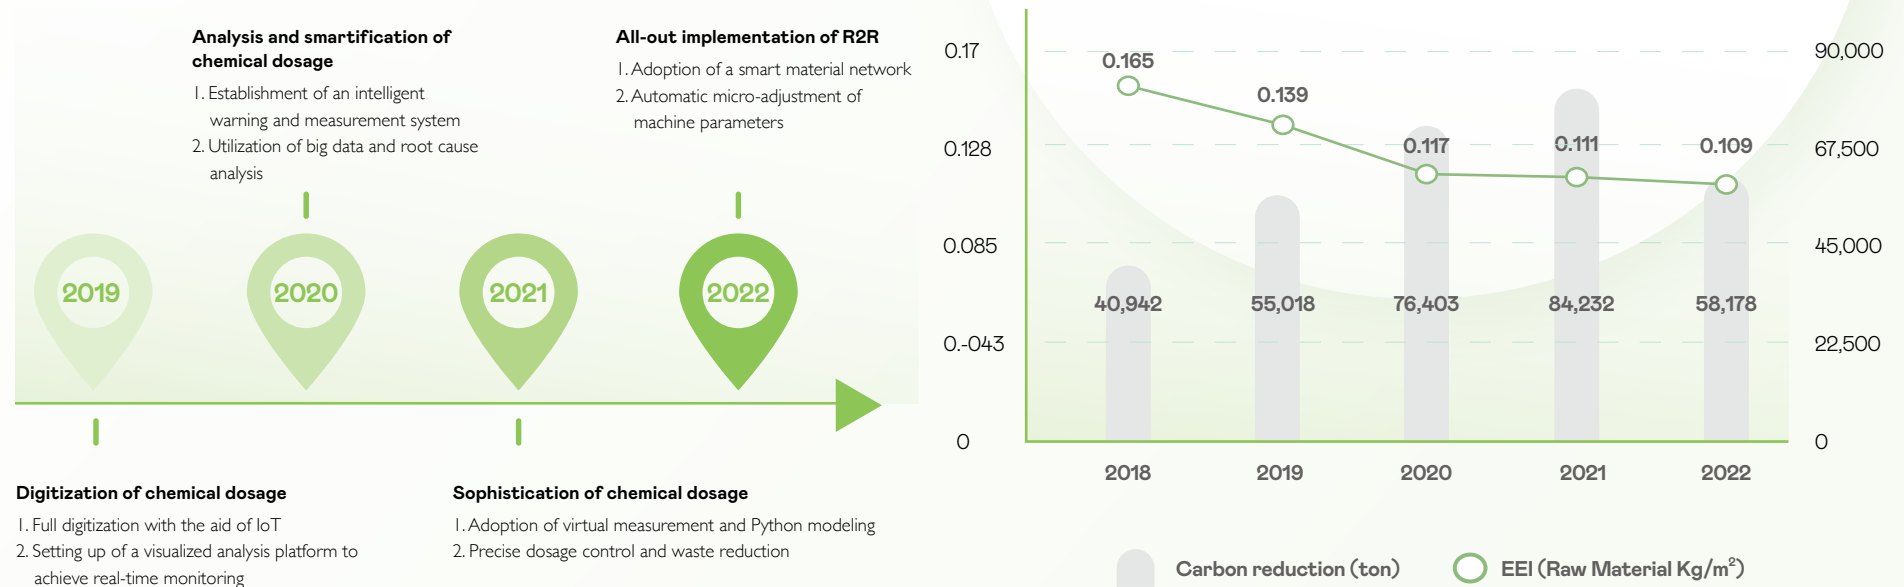 Analysis and smartification of
chemical dosage
1. Establishment of an intelligent
warning and measurement system
2. Utilization of big data and root cause
analysis
All-out implementation of R2R
1. Adoption of a smart material network
2. Automatic micro-adjustment of
machine parameters
2019
2020
2021
2022
Digitization of chemical dosage
1. Full digitization with the aid of IoT
2. Setting up of a visualized analysis platform to
achieve real-time monitoring
Sophistication of chemical dosage
1. Adoption of virtual measurement and Python modeling
2. Precise dosage control and waste reduction
0.17
0.128
0.085
0.-043
0
0.165
0.139
0.117
0.111
0.109
40,942
55,018
76,403
84,232
58,178
90,000
67,500
45,000
22,500
0
2018
2019
2020
2021
2022
Carbon reduction (ton)
EEI (Raw Material Kg/m²)